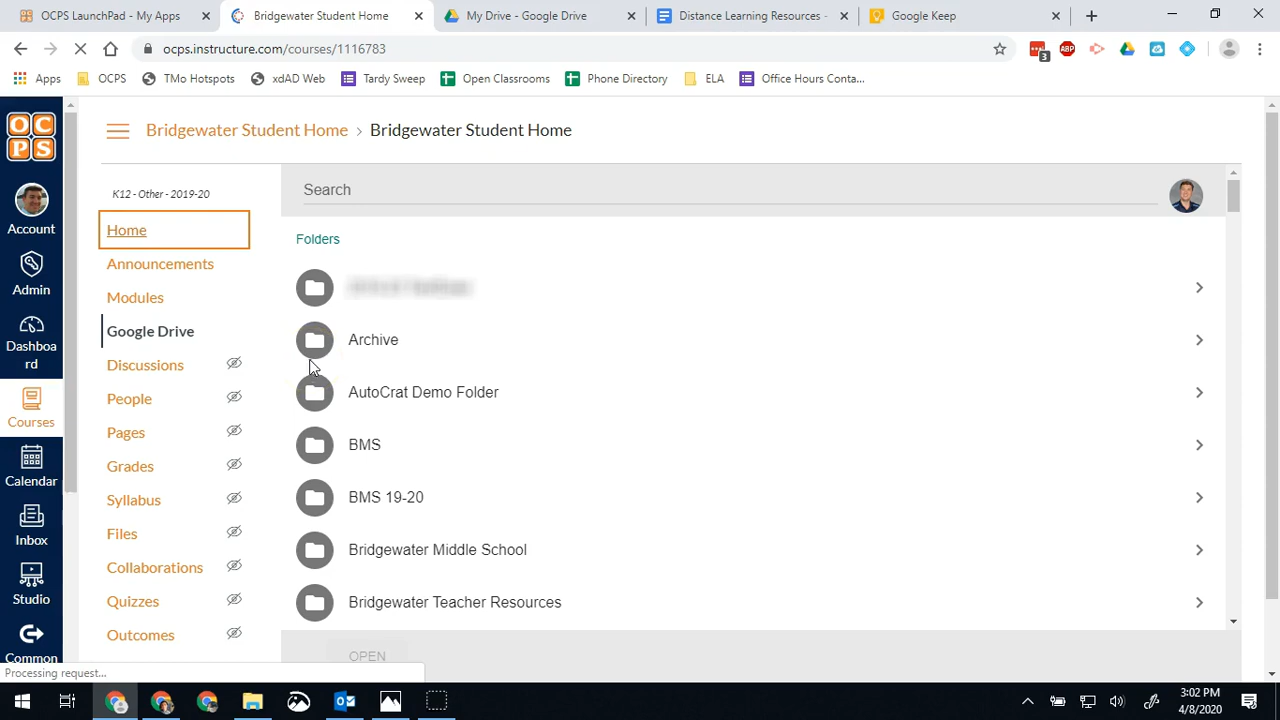 OCPS LaunchPad - My Apps
Bridgewater Student Home
My Drive - Google Drive
Distance Learning Resources -
Google Keep
ocps.instructure.com/courses/1116783
3
ABP
Apps
OCPS
TMo Hotspots
xdAD Web
Tardy Sweep
Open Classrooms
Phone Directory
ELA
Office Hours Conta...
OCPS
Account
Admin
Dashboa
rd
Courses
Calendar
Inbox
Studio
Common
Bridgewater Student Home › Bridgewater Student Home
K12 - Other - 2019-20
Home
Announcements
Modules
Google Drive
Discussions
People
Pages
Grades
Syllabus
Files
Collaborations
Quizzes
Outcomes
Search
Folders
Archive
AutoCrat Demo Folder
BMS
BMS 19-20
Bridgewater Middle School
Bridgewater Teacher Resources
OPEN
Processing request...
3:02 PM
4/8/2020